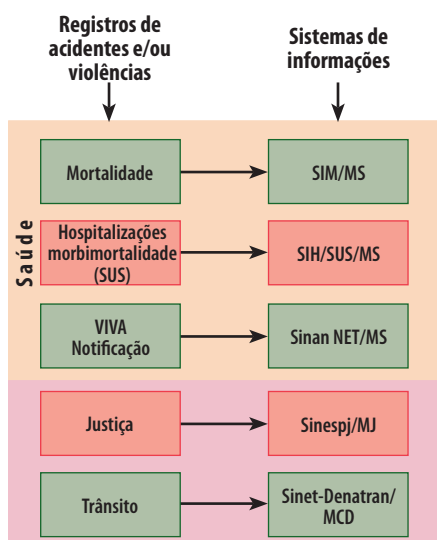 Registros de
acidentes e/ou
violências
Sistemas de
informações
Saúde
Mortalidade
SIM/MS
Hospitalizações
morbimortalidade
(SUS)
SIH/SUS/MS
VIVA
Notificação
Sinan NET/MS
Justiça
Sinespj/MJ
Trânsito
Sinet-Denatran/
MCD